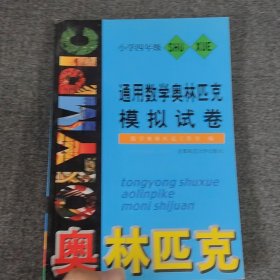 OLYMPIC
小学四年级 SHU XUE
通用数学奥林匹克
模拟试卷
tongyong shuxue
aolinpike
moni shijuan
奥林匹克